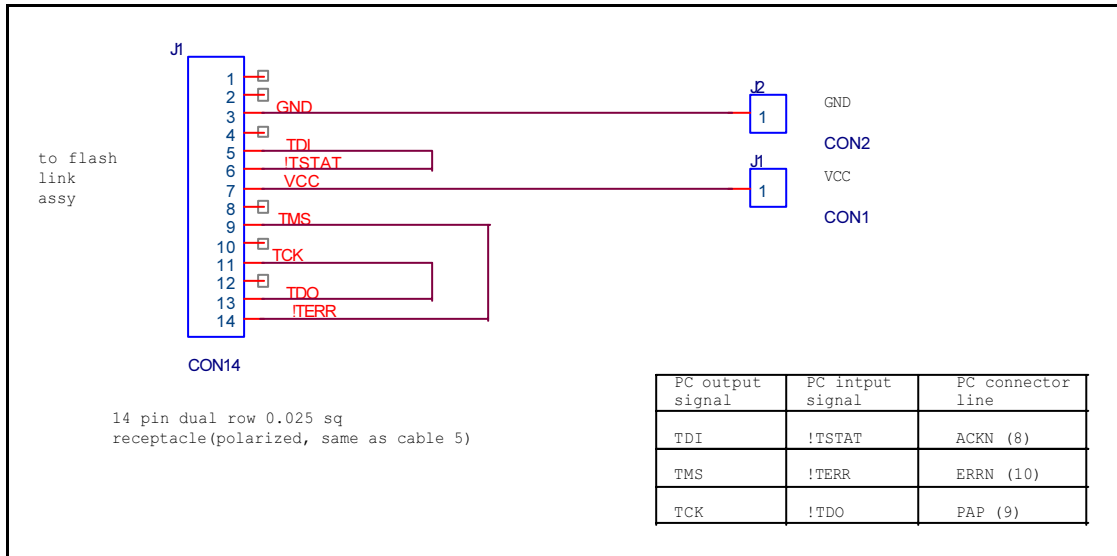 J1
1
2
3 GND
4
5 TDI
6 !TSTAT
7 VCC
8
9 TMS
10
11 TCK
12
13 TDO
14 !TERR
CON14
to flash
link
assy
J2
1
GND
CON2
J1
1
VCC
CON1
14 pin dual row 0.025 sq
receptacle(polarized, same as cable 5)
PC output signal PC intput signal PC connector line
TDI !TSTAT ACKN (8)
TMS !TERR ERRN (10)
TCK !TDO PAP (9)